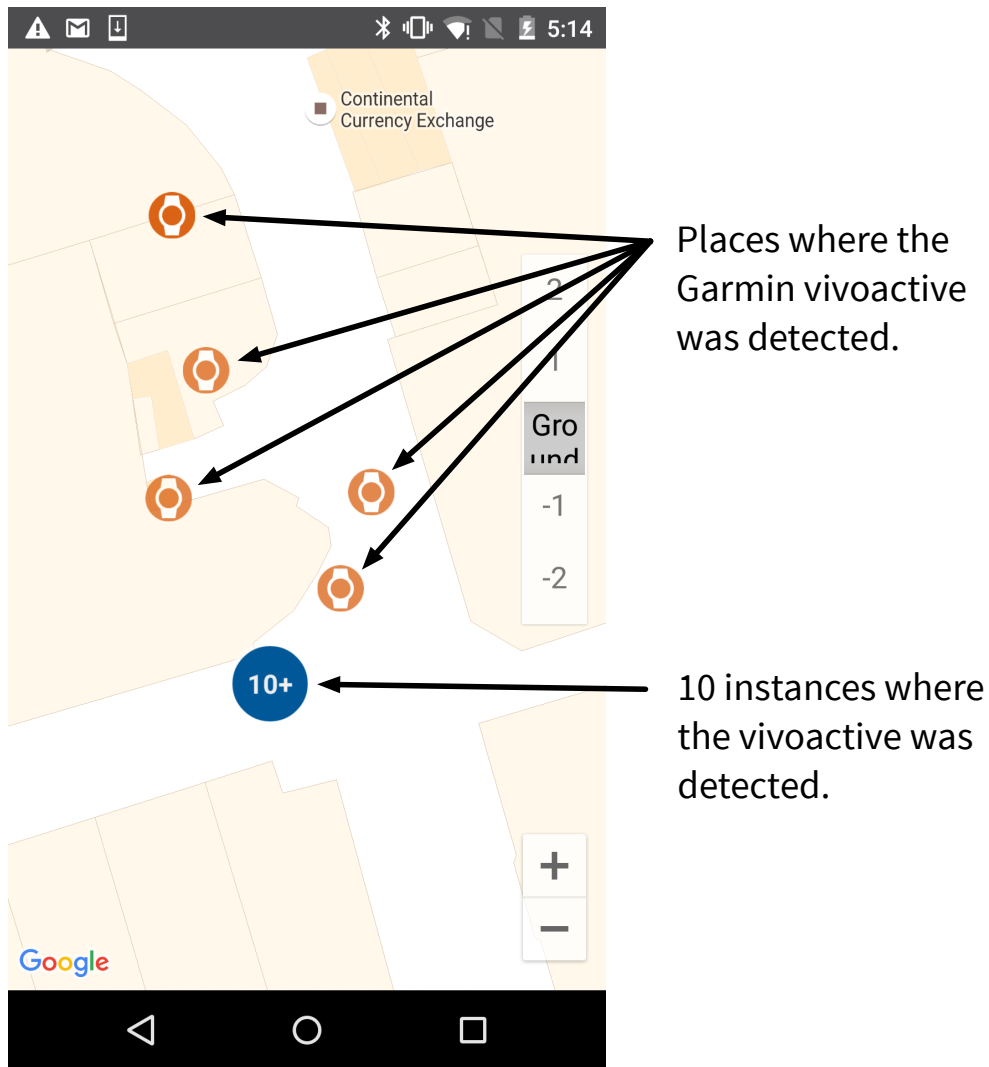 5:14
Continental
Currency Exchange
Places where the
Garmin vivoactive
was detected.
2
1
Gro
und
-1
-2
10+
10 instances where
the vivoactive was
detected.
+
−
Google